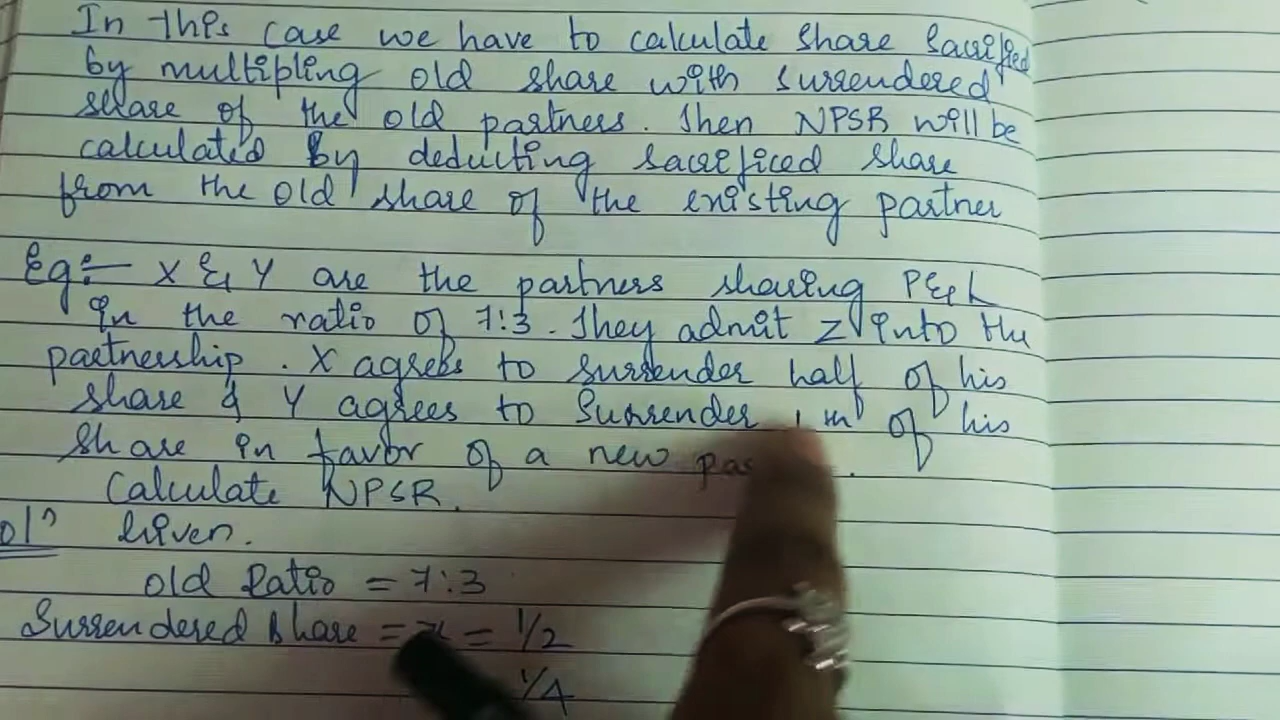 In this case we have to calculate share Sacrified
by multipling old share with surrendered
share of the old partners. Then NPSR will be
calculated by deducting sacrificed share
from the old share of the existing partner
Eg:- X & Y are the partners sharing P&L
in the ratio of 7:3. They admit Z into the
partnership. X agrees to surrender half of his
share & Y agrees to Surrender of his
share in favor of a new
Calculate NPSR.
Given.
Old Ratio = 7:3
Surrendered share = x = 1/2
1/4